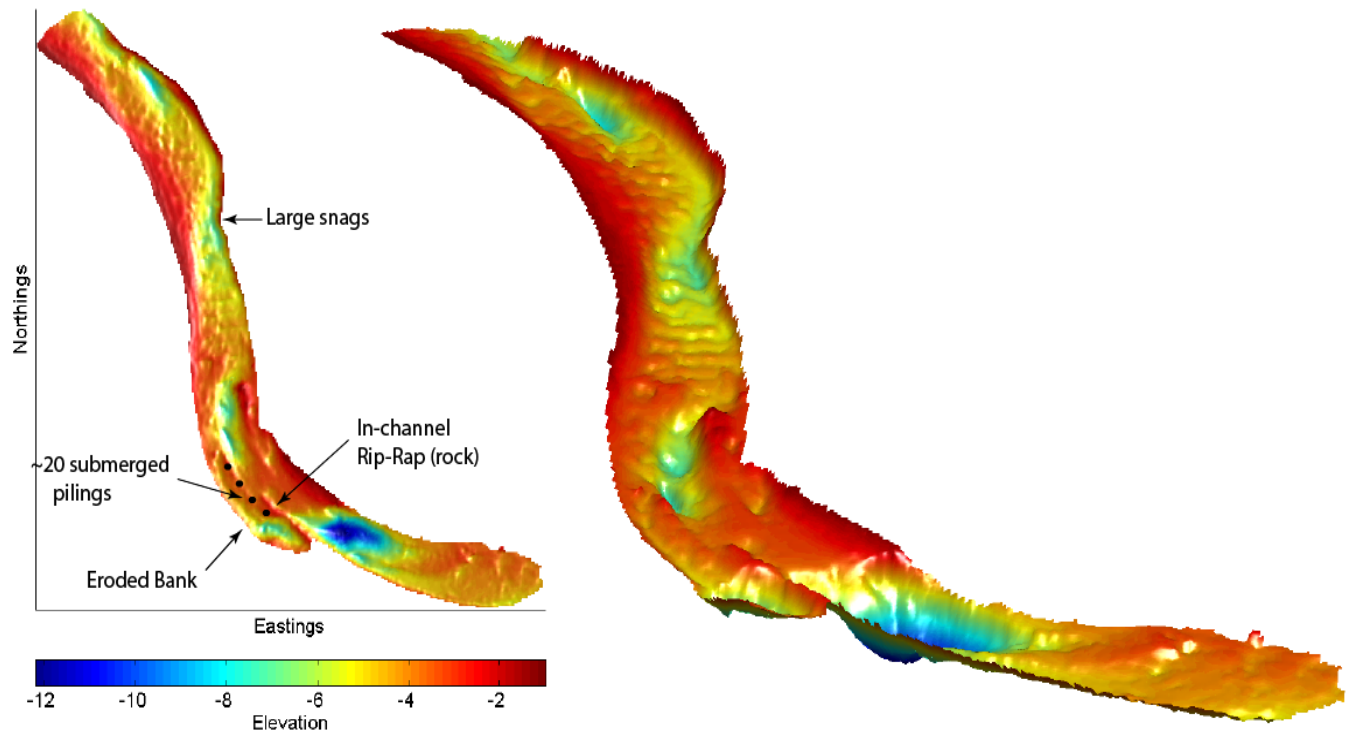 Large snags
Northings
In-channel
Rip-Rap (rock)
~20 submerged
pilings
Eroded Bank
Eastings
-12 -10 -8 -6 -4 -2
Elevation